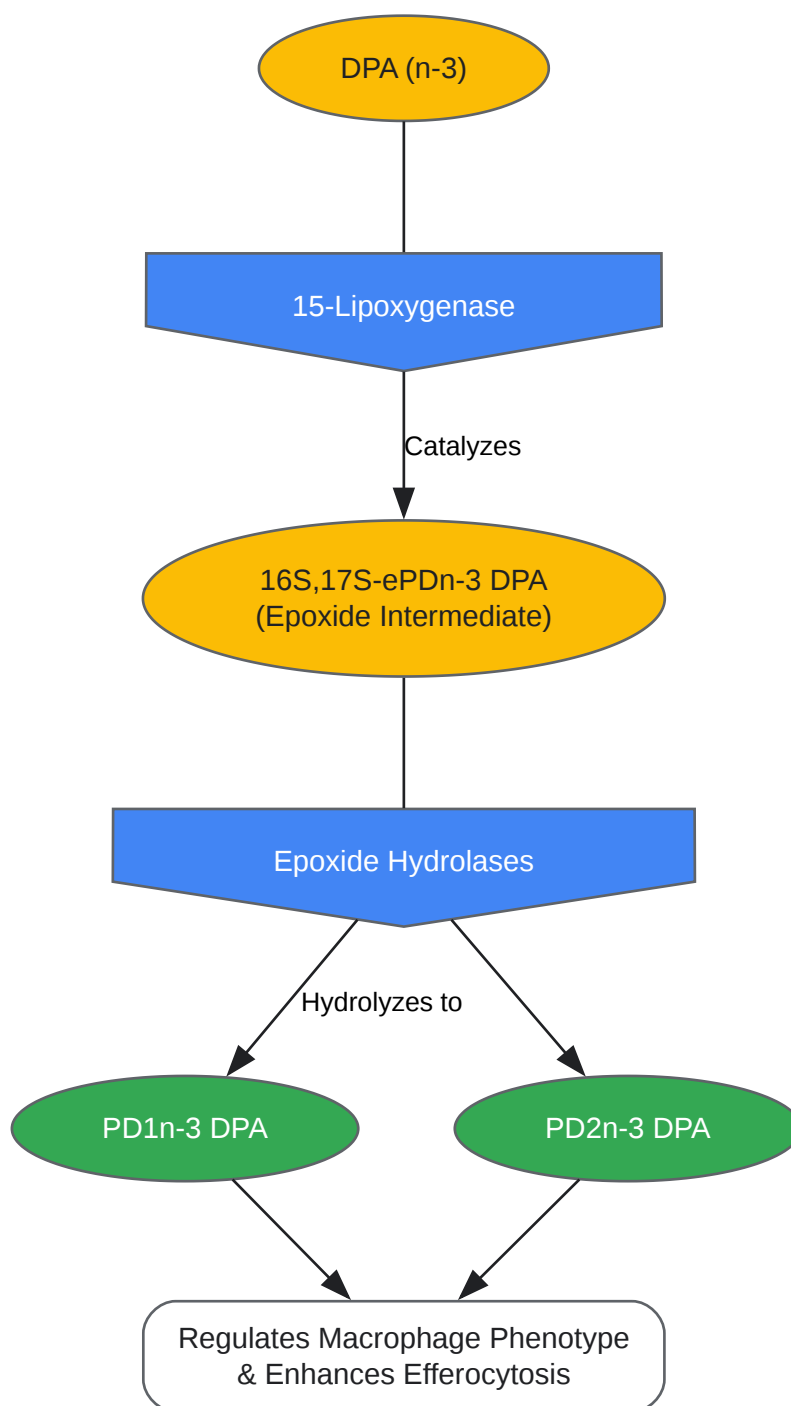 DPA (n-3)
15-Lipoxygenase
Catalyzes
16S,17S-ePDn-3 DPA
(Epoxide Intermediate)
Epoxide Hydrolases
Hydrolyzes to
PD1n-3 DPA
PD2n-3 DPA
Regulates Macrophage Phenotype
& Enhances Efferocytosis